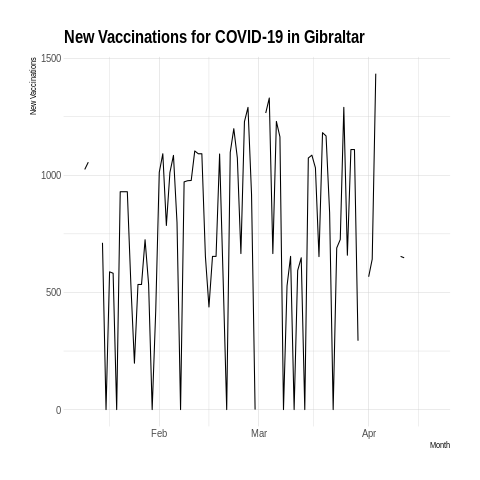 New Vaccinations for COVID-19 in Gibraltar
New Vaccinations
1500
1000
500
0
Feb
Mar
Apr
Month